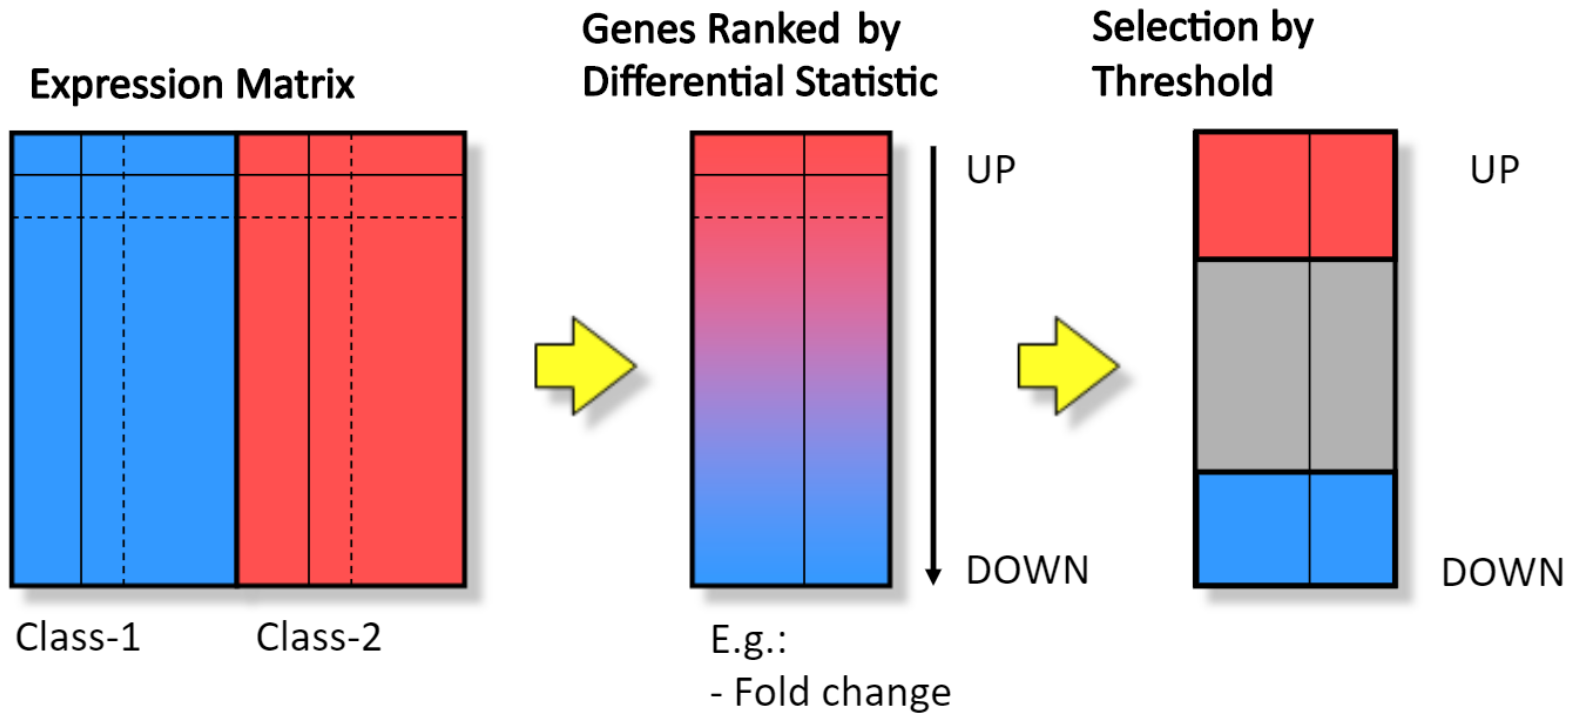 Expression Matrix
Class-1
Class-2
Genes Ranked by
Differential Statistic
UP
DOWN
E.g.:
- Fold change
Selection by
Threshold
UP
DOWN